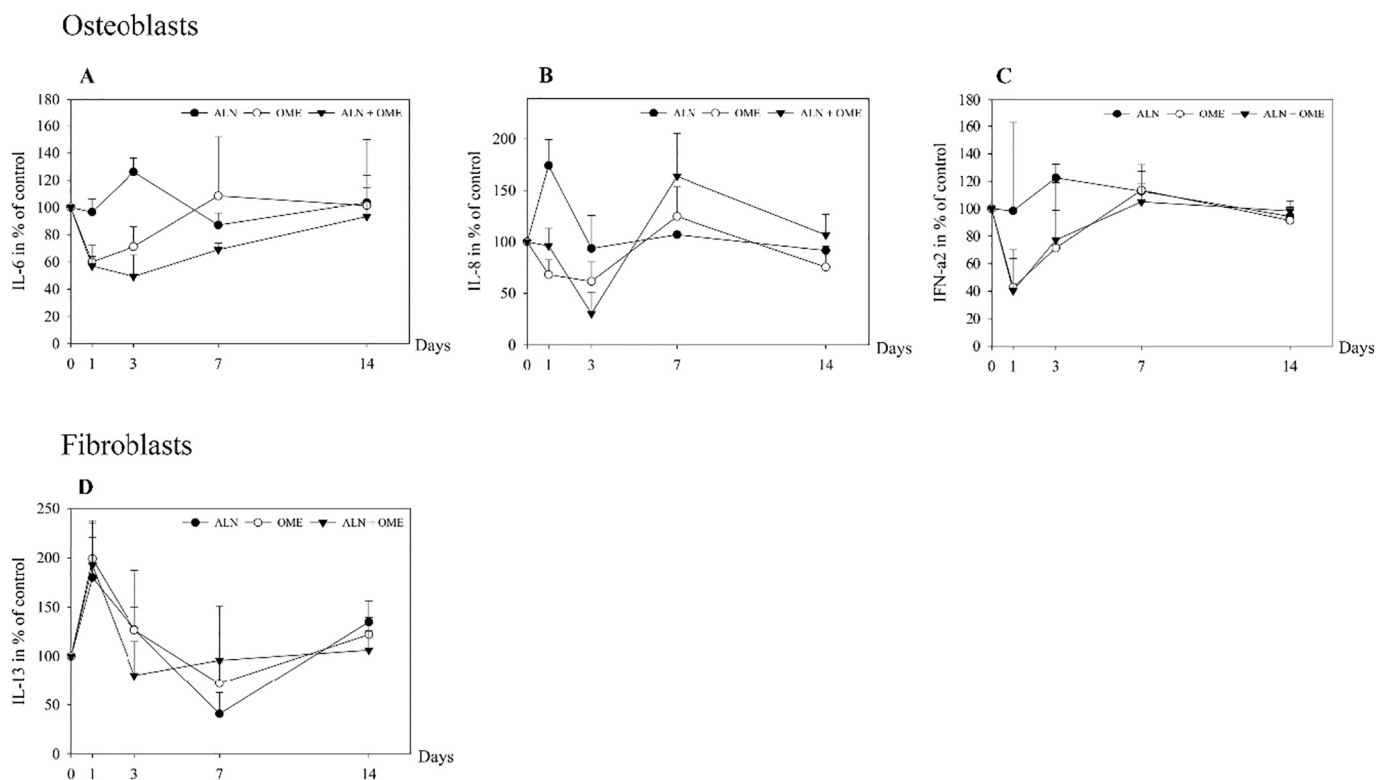 Osteoblasts
A
IL-6 in % of control
180
160
140
120
100
80
60
40
20
0
ALN OME ALN + OME
0 1 3 7 14
Days
B
IL-8 in % of control
200
150
100
50
0
ALN OME ALN + OME
0 1 3 7 14
Days
C
IFN-a2 in % of control
180
160
140
120
100
80
60
40
20
0
ALN OME ALN - OME
0 1 3 7 14
Days
Fibroblasts
D
IL-13 in % of control
250
200
150
100
50
0
ALN OME ALN - OME
0 1 3 7 14
Days